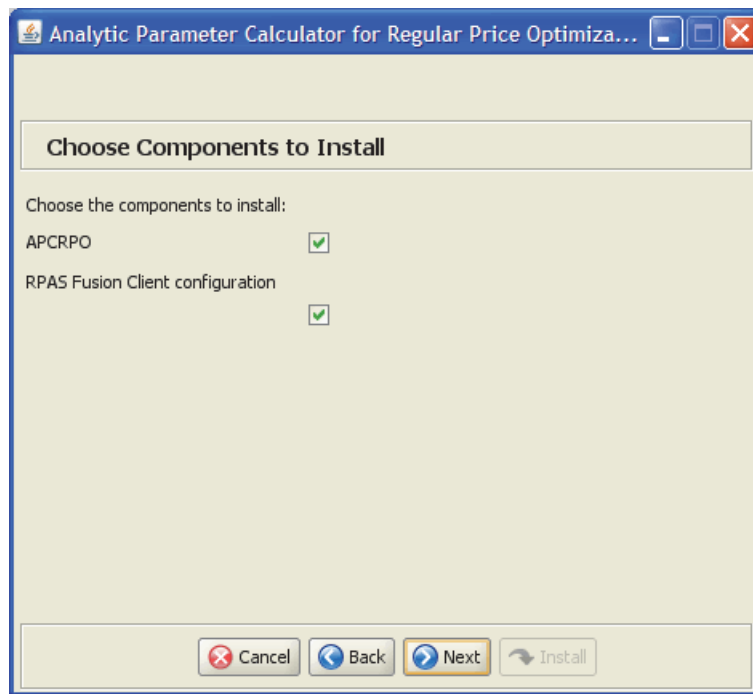 Analytic Parameter Calculator for Regular Price Optimiza...
Choose Components to Install
Choose the components to install:
APCRPO
RPAS Fusion Client configuration
Cancel Back Next Install